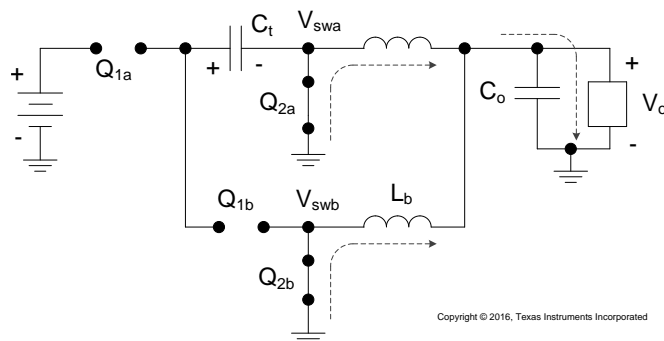 Ct
Vswa
+
Q1a
+
-
+
Q2a
Co
Vo
-
-
Q1b
Vswb
Lb
Q2b
Copyright © 2016, Texas Instruments Incorporated